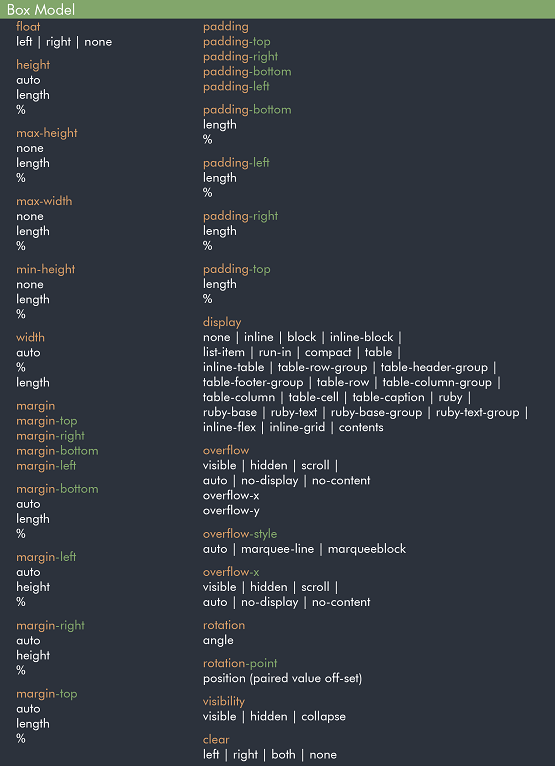 Box Model
float
left | right | none
height
auto
length
%
max-height
none
length
%
max-width
none
length
%
min-height
none
length
%
width
auto
%
length
margin
margin-top
margin-right
margin-bottom
margin-left
margin-bottom
auto
length
%
margin-left
auto
height
%
margin-right
auto
height
%
margin-top
auto
length
%
padding
padding-top
padding-right
padding-bottom
padding-left
padding-bottom
length
%
padding-left
length
%
padding-right
length
%
padding-top
length
%
display
none | inline | block | inline-block |
list-item | run-in | compact | table |
inline-table | table-row-group | table-header-group |
table-footer-group | table-row | table-column-group |
table-column | table-cell | table-caption | ruby |
ruby-base | ruby-text | ruby-base-group | ruby-text-group |
inline-flex | inline-grid | contents
overflow
visible | hidden | scroll |
auto | no-display | no-content
overflow-x
overflow-y
overflow-style
auto | marquee-line | marqueeblock
overflow-x
visible | hidden | scroll |
auto | no-display | no-content
rotation
angle
rotation-point
position (paired value off-set)
visibility
visible | hidden | collapse
clear
left | right | both | none